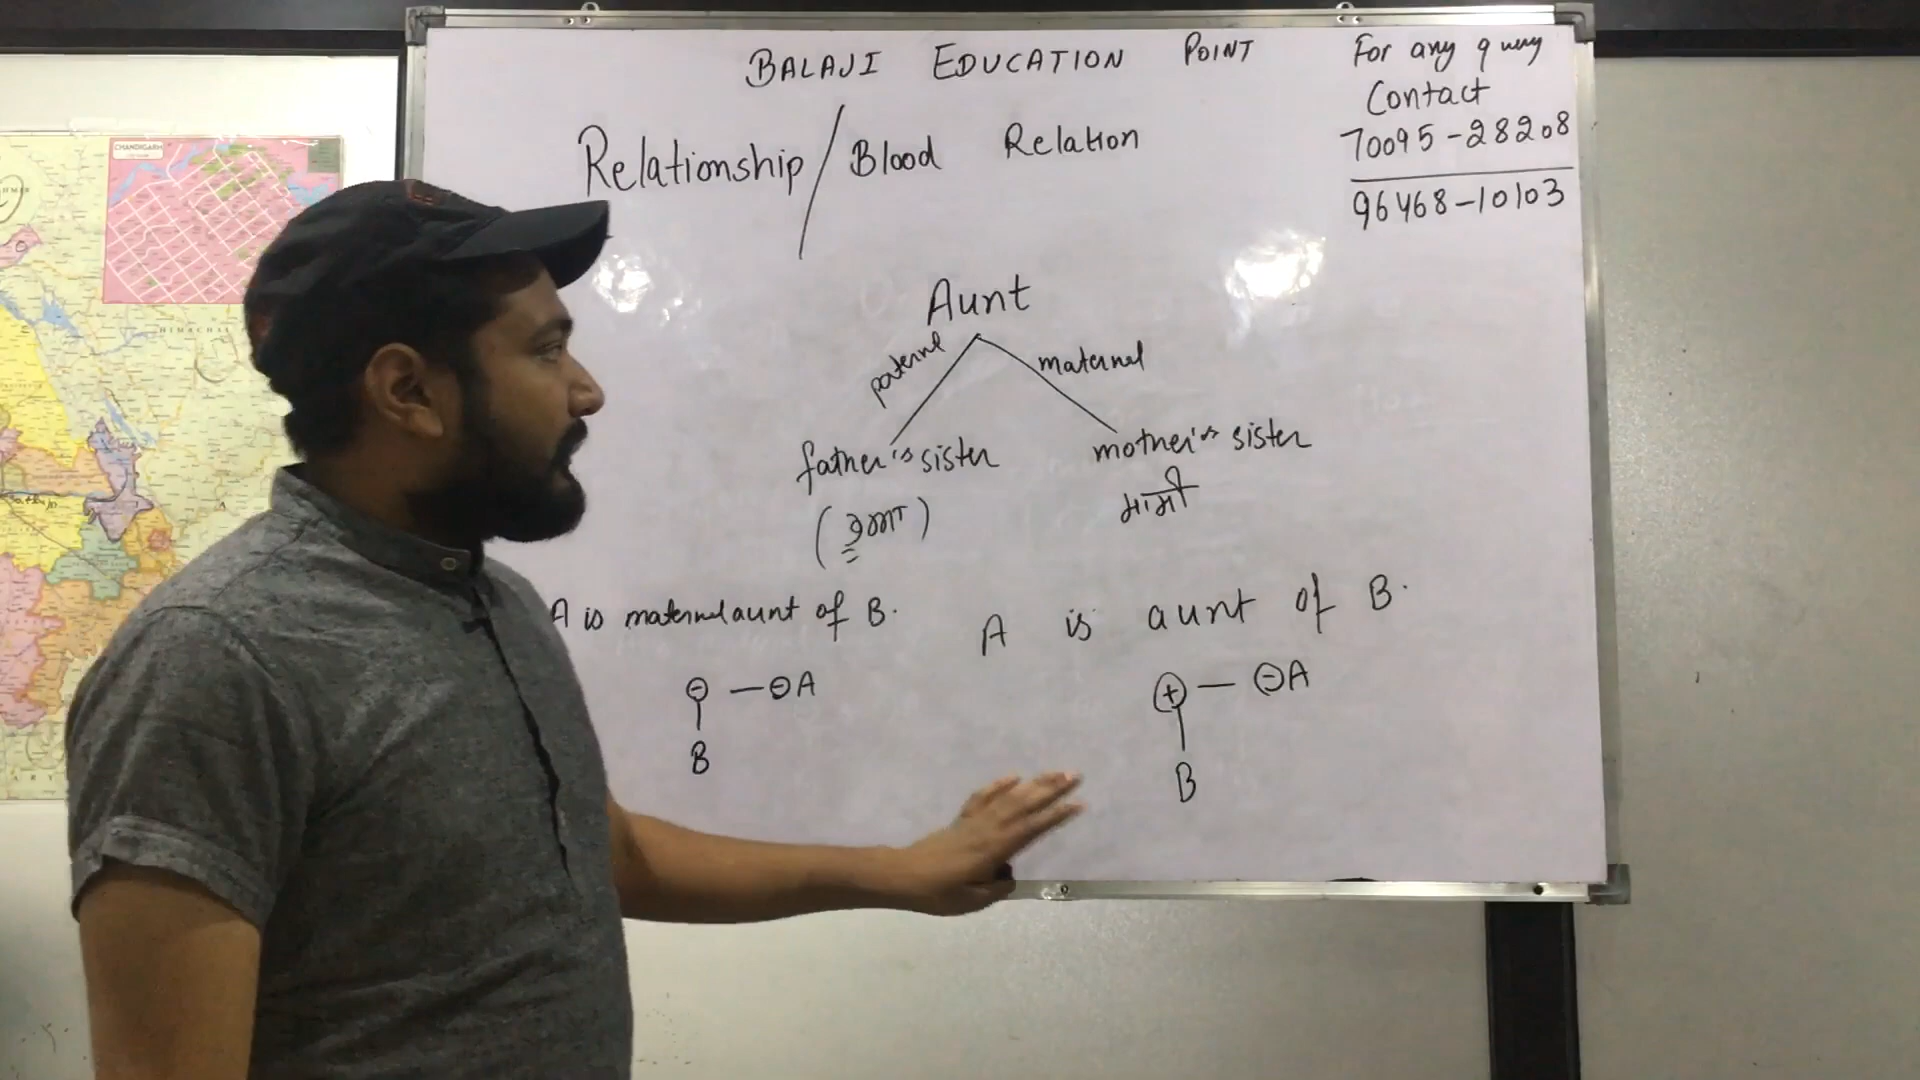 BALAJI EDUCATION POINT
For any query
Contact
70095-28208
96468-10103
Relationship / Blood Relation
Aunt
paternal
maternal
father's sister
mother's sister
A is maternal aunt of B.
A is aunt of B.
⊖ — ⊖A
B
⊕ — ⊖A
B
CHANDIGARH